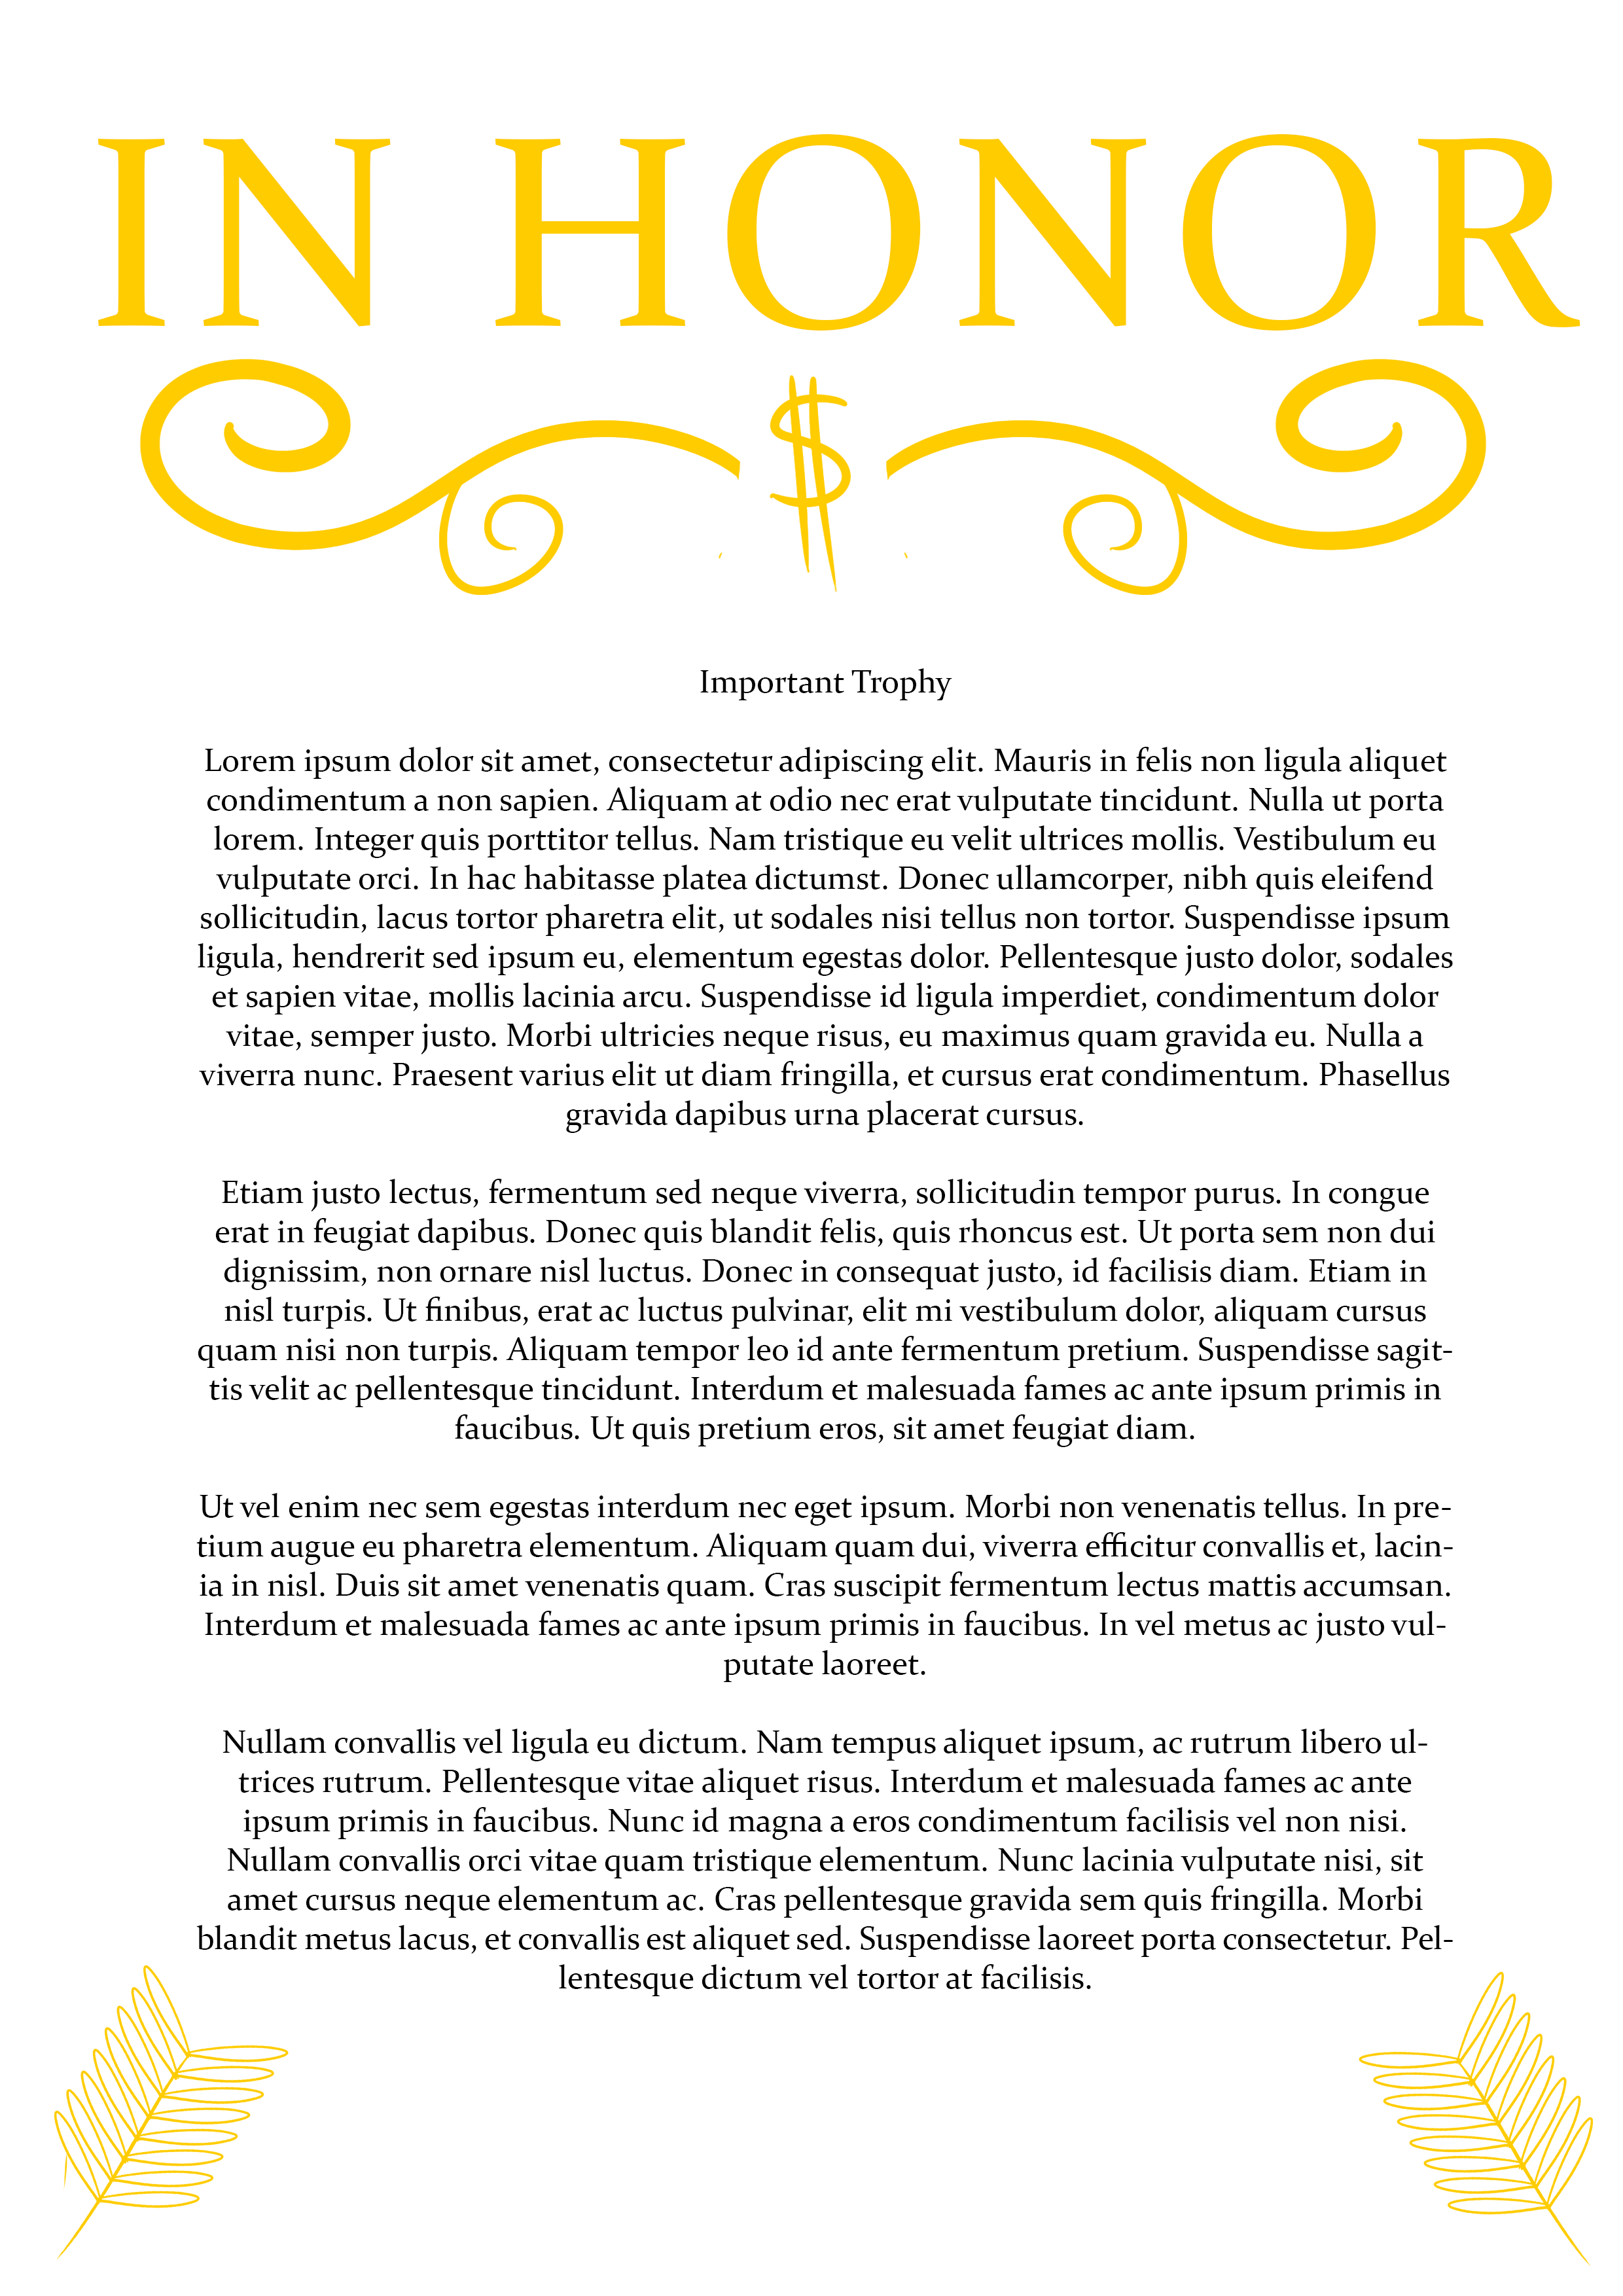 IN HONOR
$
Important Trophy
Lorem ipsum dolor sit amet, consectetur adipiscing elit. Mauris in felis non ligula aliquet
condimentum a non sapien. Aliquam at odio nec erat vulputate tincidunt. Nulla ut porta
lorem. Integer quis porttitor tellus. Nam tristique eu velit ultrices mollis. Vestibulum eu
vulputate orci. In hac habitasse platea dictumst. Donec ullamcorper, nibh quis eleifend
sollicitudin, lacus tortor pharetra elit, ut sodales nisi tellus non tortor. Suspendisse ipsum
ligula, hendrerit sed ipsum eu, elementum egestas dolor. Pellentesque justo dolor, sodales
et sapien vitae, mollis lacinia arcu. Suspendisse id ligula imperdiet, condimentum dolor
vitae, semper justo. Morbi ultricies neque risus, eu maximus quam gravida eu. Nulla a
viverra nunc. Praesent varius elit ut diam fringilla, et cursus erat condimentum. Phasellus
gravida dapibus urna placerat cursus.
Etiam justo lectus, fermentum sed neque viverra, sollicitudin tempor purus. In congue
erat in feugiat dapibus. Donec quis blandit felis, quis rhoncus est. Ut porta sem non dui
dignissim, non ornare nisl luctus. Donec in consequat justo, id facilisis diam. Etiam in
nisl turpis. Ut finibus, erat ac luctus pulvinar, elit mi vestibulum dolor, aliquam cursus
quam nisi non turpis. Aliquam tempor leo id ante fermentum pretium. Suspendisse sagit-
tis velit ac pellentesque tincidunt. Interdum et malesuada fames ac ante ipsum primis in
faucibus. Ut quis pretium eros, sit amet feugiat diam.
Ut vel enim nec sem egestas interdum nec eget ipsum. Morbi non venenatis tellus. In pre-
tium augue eu pharetra elementum. Aliquam quam dui, viverra efficitur convallis et, lacin-
ia in nisl. Duis sit amet venenatis quam. Cras suscipit fermentum lectus mattis accumsan.
Interdum et malesuada fames ac ante ipsum primis in faucibus. In vel metus ac justo vul-
putate laoreet.
Nullam convallis vel ligula eu dictum. Nam tempus aliquet ipsum, ac rutrum libero ul-
trices rutrum. Pellentesque vitae aliquet risus. Interdum et malesuada fames ac ante
ipsum primis in faucibus. Nunc id magna a eros condimentum facilisis vel non nisi.
Nullam convallis orci vitae quam tristique elementum. Nunc lacinia vulputate nisi, sit
amet cursus neque elementum ac. Cras pellentesque gravida sem quis fringilla. Morbi
blandit metus lacus, et convallis est aliquet sed. Suspendisse laoreet porta consectetur. Pel-
lentesque dictum vel tortor at facilisis.